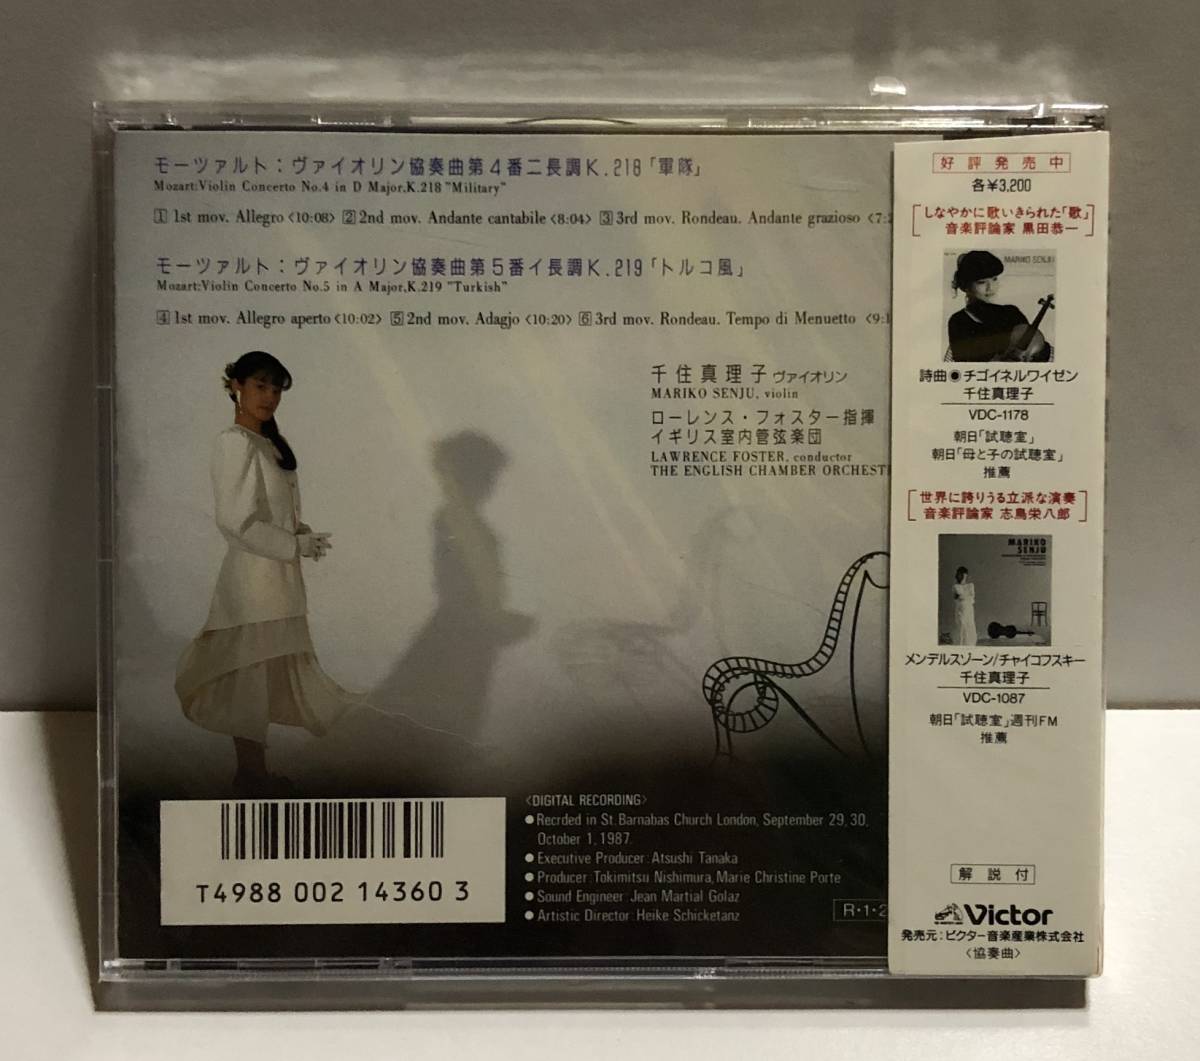 モーツァルト：ヴァイオリン協奏曲第4番ニ長調K.218「軍隊」
Mozart:Violin Concerto No.4 in D Major,K.218 "Military"
1 1st mov. Allegro <10:08> 2 2nd mov. Andante cantabile <8:04> 3 3rd mov. Rondeau. Andante grazioso <7:2
モーツァルト：ヴァイオリン協奏曲第5番イ長調K.219「トルコ風」
Mozart:Violin Concerto No.5 in A Major,K.219 "Turkish"
4 1st mov. Allegro aperto <10:02> 5 2nd mov. Adagjo <10:20> 6 3rd mov. Rondeau. Tempo di Menuetto <9:1
千住真理子 ヴァイオリン
MARIKO SENJU, violin
ローレンス・フォスター指揮
イギリス室内管弦楽団
LAWRENCE FOSTER, conductor
THE ENGLISH CHAMBER ORCHESTE
<DIGITAL RECORDING>
●Recrded in St. Barnabas Church London, September 29, 30,
October 1, 1987.
●Executive Producer: Atsushi Tanaka
●Producer: Tokimitsu Nishimura, Marie Christine Porte
●Sound Engineer: Jean Martial Golaz
●Artistic Director: Heike Schicketanz
T4988 002 14360 3
R・1・2
好評発売中
各¥3,200
[しなやかに歌いきられた「歌」
音楽評論家 黒田恭一]
MARIKO SENJU
詩曲◉チゴイネルワイゼン
千住真理子
VDC-1178
朝日「試聴室」
朝日「母と子の試聴室」
推薦
[世界に誇りうる立派な演奏
音楽評論家 志鳥栄八郎]
MARIKO
SENJU
メンデルスゾーン/チャイコフスキー
千住真理子
VDC-1087
朝日「試聴室」週刊FM
推薦
解説付
Victor
発売元：ビクター音楽産業株式会社
〈協奏曲〉